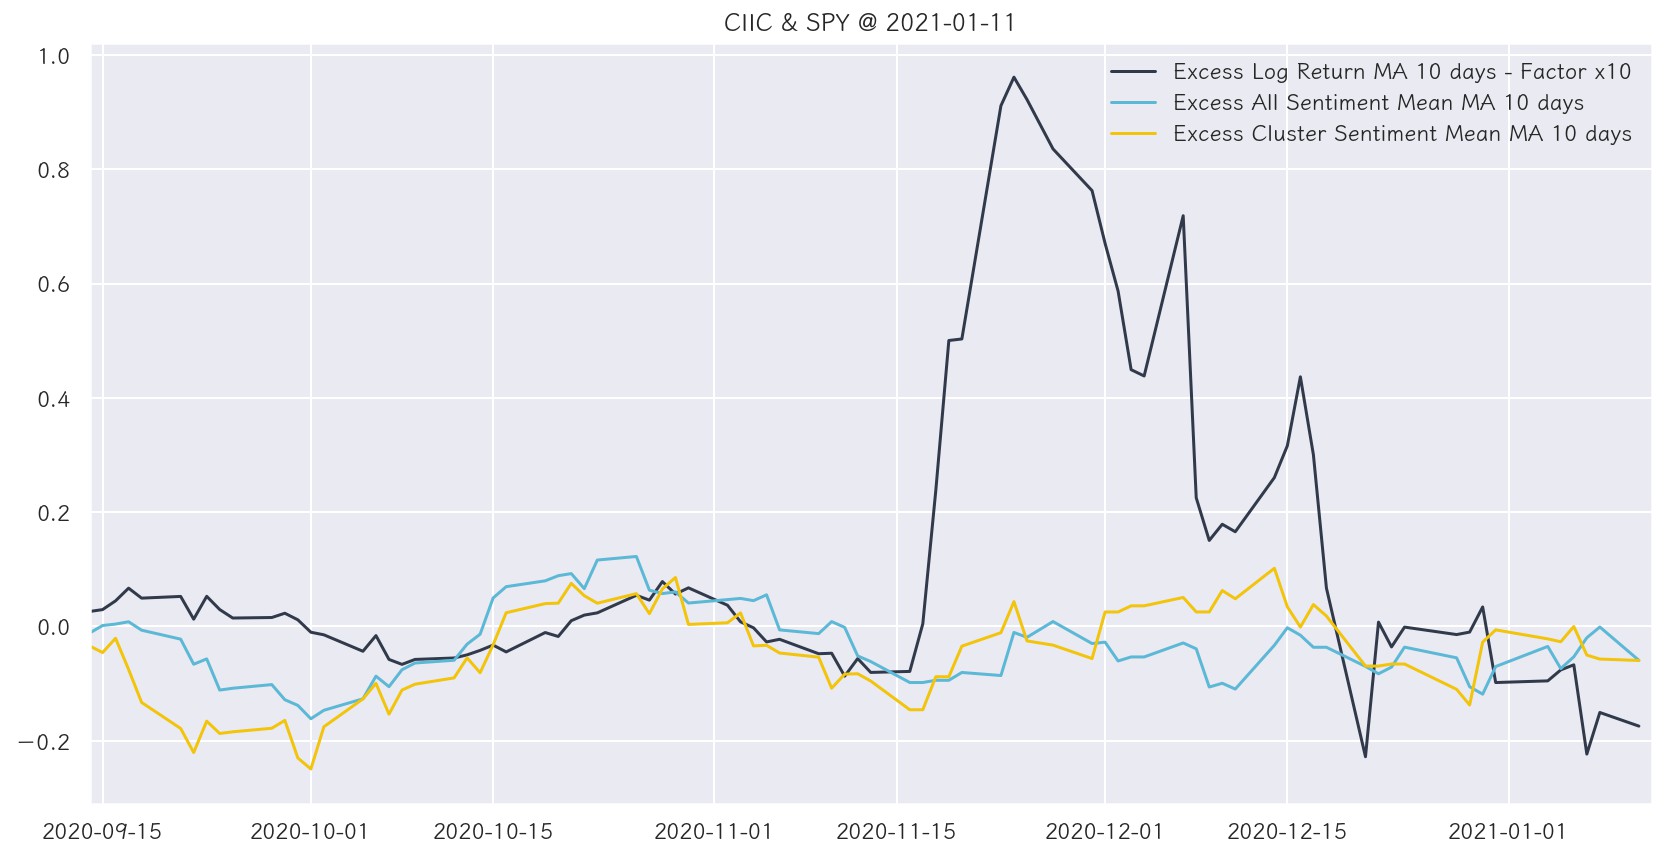 CIIC & SPY @ 2021-01-11
Excess Log Return MA 10 days - Factor x10
Excess All Sentiment Mean MA 10 days
Excess Cluster Sentiment Mean MA 10 days
1.0
0.8
0.6
0.4
0.2
0.0
−0.2
2020-09-15 2020-10-01 2020-10-15 2020-11-01 2020-11-15 2020-12-01 2020-12-15 2021-01-01